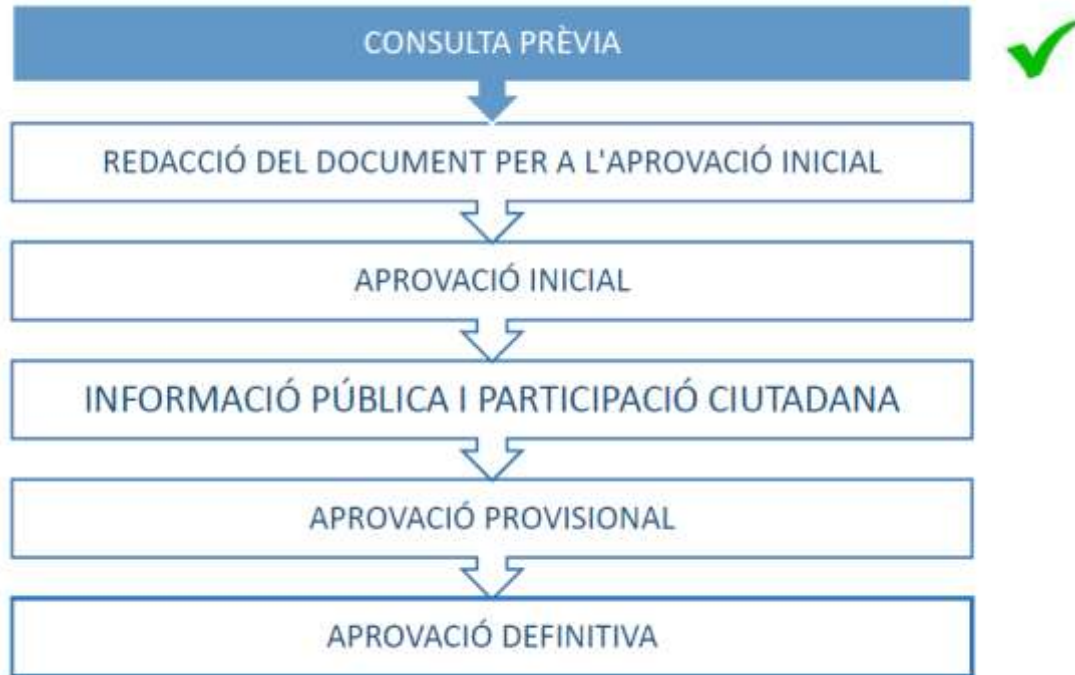 CONSULTA PRÈVIA
REDACCIÓ DEL DOCUMENT PER A L'APROVACIÓ INICIAL
APROVACIÓ INICIAL
INFORMACIÓ PÚBLICA I PARTICIPACIÓ CIUTADANA
APROVACIÓ PROVISIONAL
APROVACIÓ DEFINITIVA